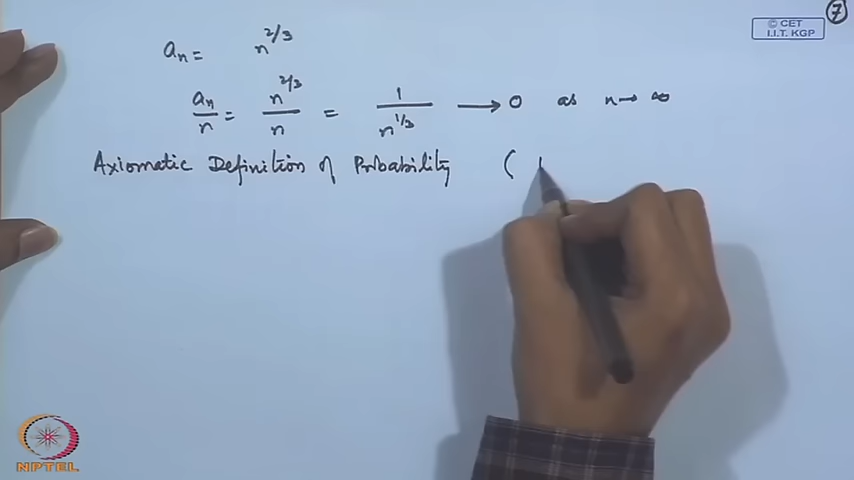 7
© CET
I.I.T. KGP
aₙ = n^{2/3}
aₙ/n = n^{2/3}/n = 1/n^{1/3} → 0 as n → ∞
Axiomatic Definition of Probability (
NPTEL